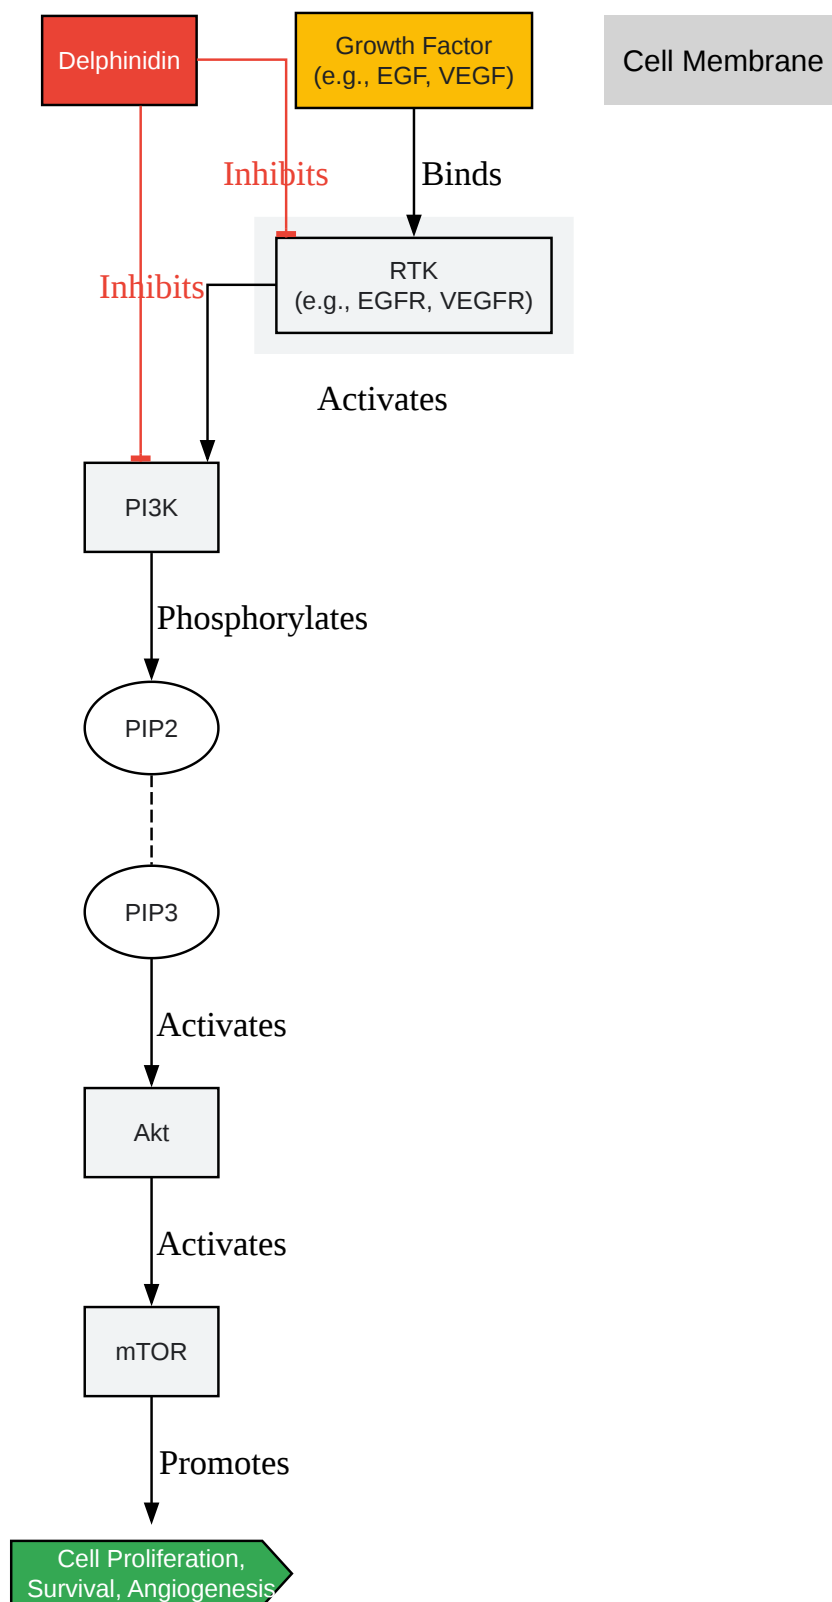 Delphinidin
Growth Factor
(e.g., EGF, VEGF)
Cell Membrane
Inhibits
Binds
RTK
(e.g., EGFR, VEGFR)
Inhibits
Activates
PI3K
Phosphorylates
PIP2
PIP3
Activates
Akt
Activates
mTOR
Promotes
Cell Proliferation,
Survival, Angiogenesis